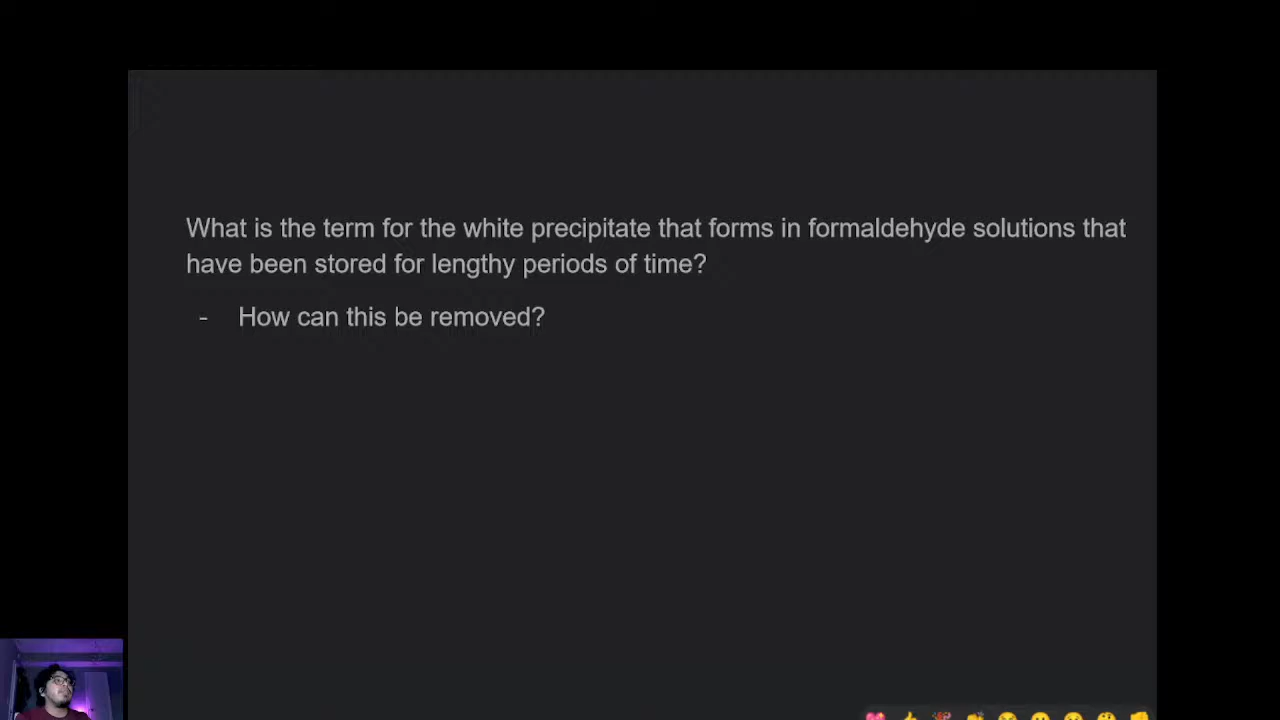 What is the term for the white precipitate that forms in formaldehyde solutions that
have been stored for lengthy periods of time?
- How can this be removed?